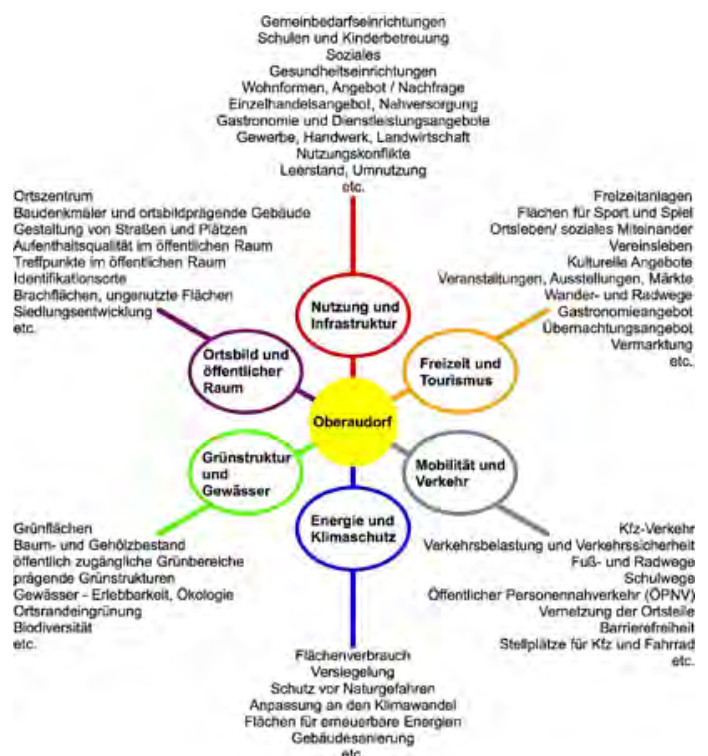 Gemeinbedarfseinrichtungen
Schulen und Kinderbetreuung
Soziales
Gesundheitseinrichtungen
Wohnformen, Angebot / Nachfrage
Einzelhandelsangebot, Nahversorgung
Gastronomie und Dienstleistungsangebote
Gewerbe, Handwerk, Landwirtschaft
Nutzungskonflikte
Leerstand, Umnutzung
etc.
Ortszentrum
Baudenkmäler und ortsbildprägende Gebäude
Gestaltung von Straßen und Plätzen
Aufenthaltsqualität im öffentlichen Raum
Treffpunkte im öffentlichen Raum
Identifikationsorte
Brachflächen, ungenutzte Flächen
Siedlungsentwicklung
etc.
Freizeitanlagen
Flächen für Sport und Spiel
Ortsleben/ soziales Miteinander
Vereinsleben
Kulturelle Angebote
Veranstaltungen, Ausstellungen, Märkte
Wander- und Radwege
Gastronomieangebot
Übernachtungsangebot
Vermarktung
etc.
Nutzung und
Infrastruktur
Ortsbild und
öffentlicher
Raum
Freizeit und
Tourismus
Oberaudorf
Grünstruktur
und
Gewässer
Mobilität und
Verkehr
Energie und
Klimaschutz
Grünflächen
Baum- und Gehölzbestand
öffentlich zugängliche Grünbereiche
prägende Grünstrukturen
Gewässer - Erlebbarkeit, Ökologie
Ortsrandeingrünung
Biodiversität
etc.
Kfz-Verkehr
Verkehrsbelastung und Verkehrssicherheit
Fuß- und Radwege
Schulwege
Öffentlicher Personennahverkehr (ÖPNV)
Vernetzung der Ortsteile
Barrierefreiheit
Stellplätze für Kfz und Fahrrad
etc.
Flächenverbrauch
Versiegelung
Schutz vor Naturgefahren
Anpassung an den Klimawandel
Flächen für erneuerbare Energien
Gebäudesanierung
etc.